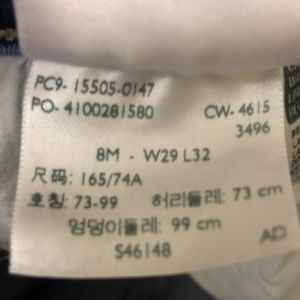 PC9- 15505-0147
PO- 4100281580 CW- 4615
3496
8M - W29 L32
尺码: 165/74A
호칭: 73-99 허리둘레: 73 cm
엉덩이둘레: 99 cm
S46148 AD